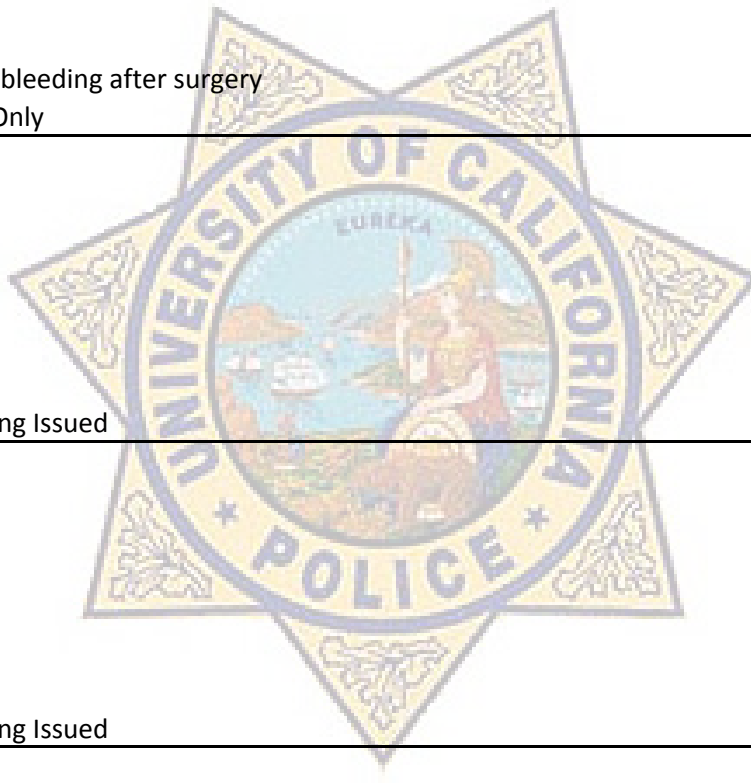 bleeding after surgery
Only
UNIVERSITY OF CALIFORNIA
EUREKA
ng Issued
POLICE
ng Issued